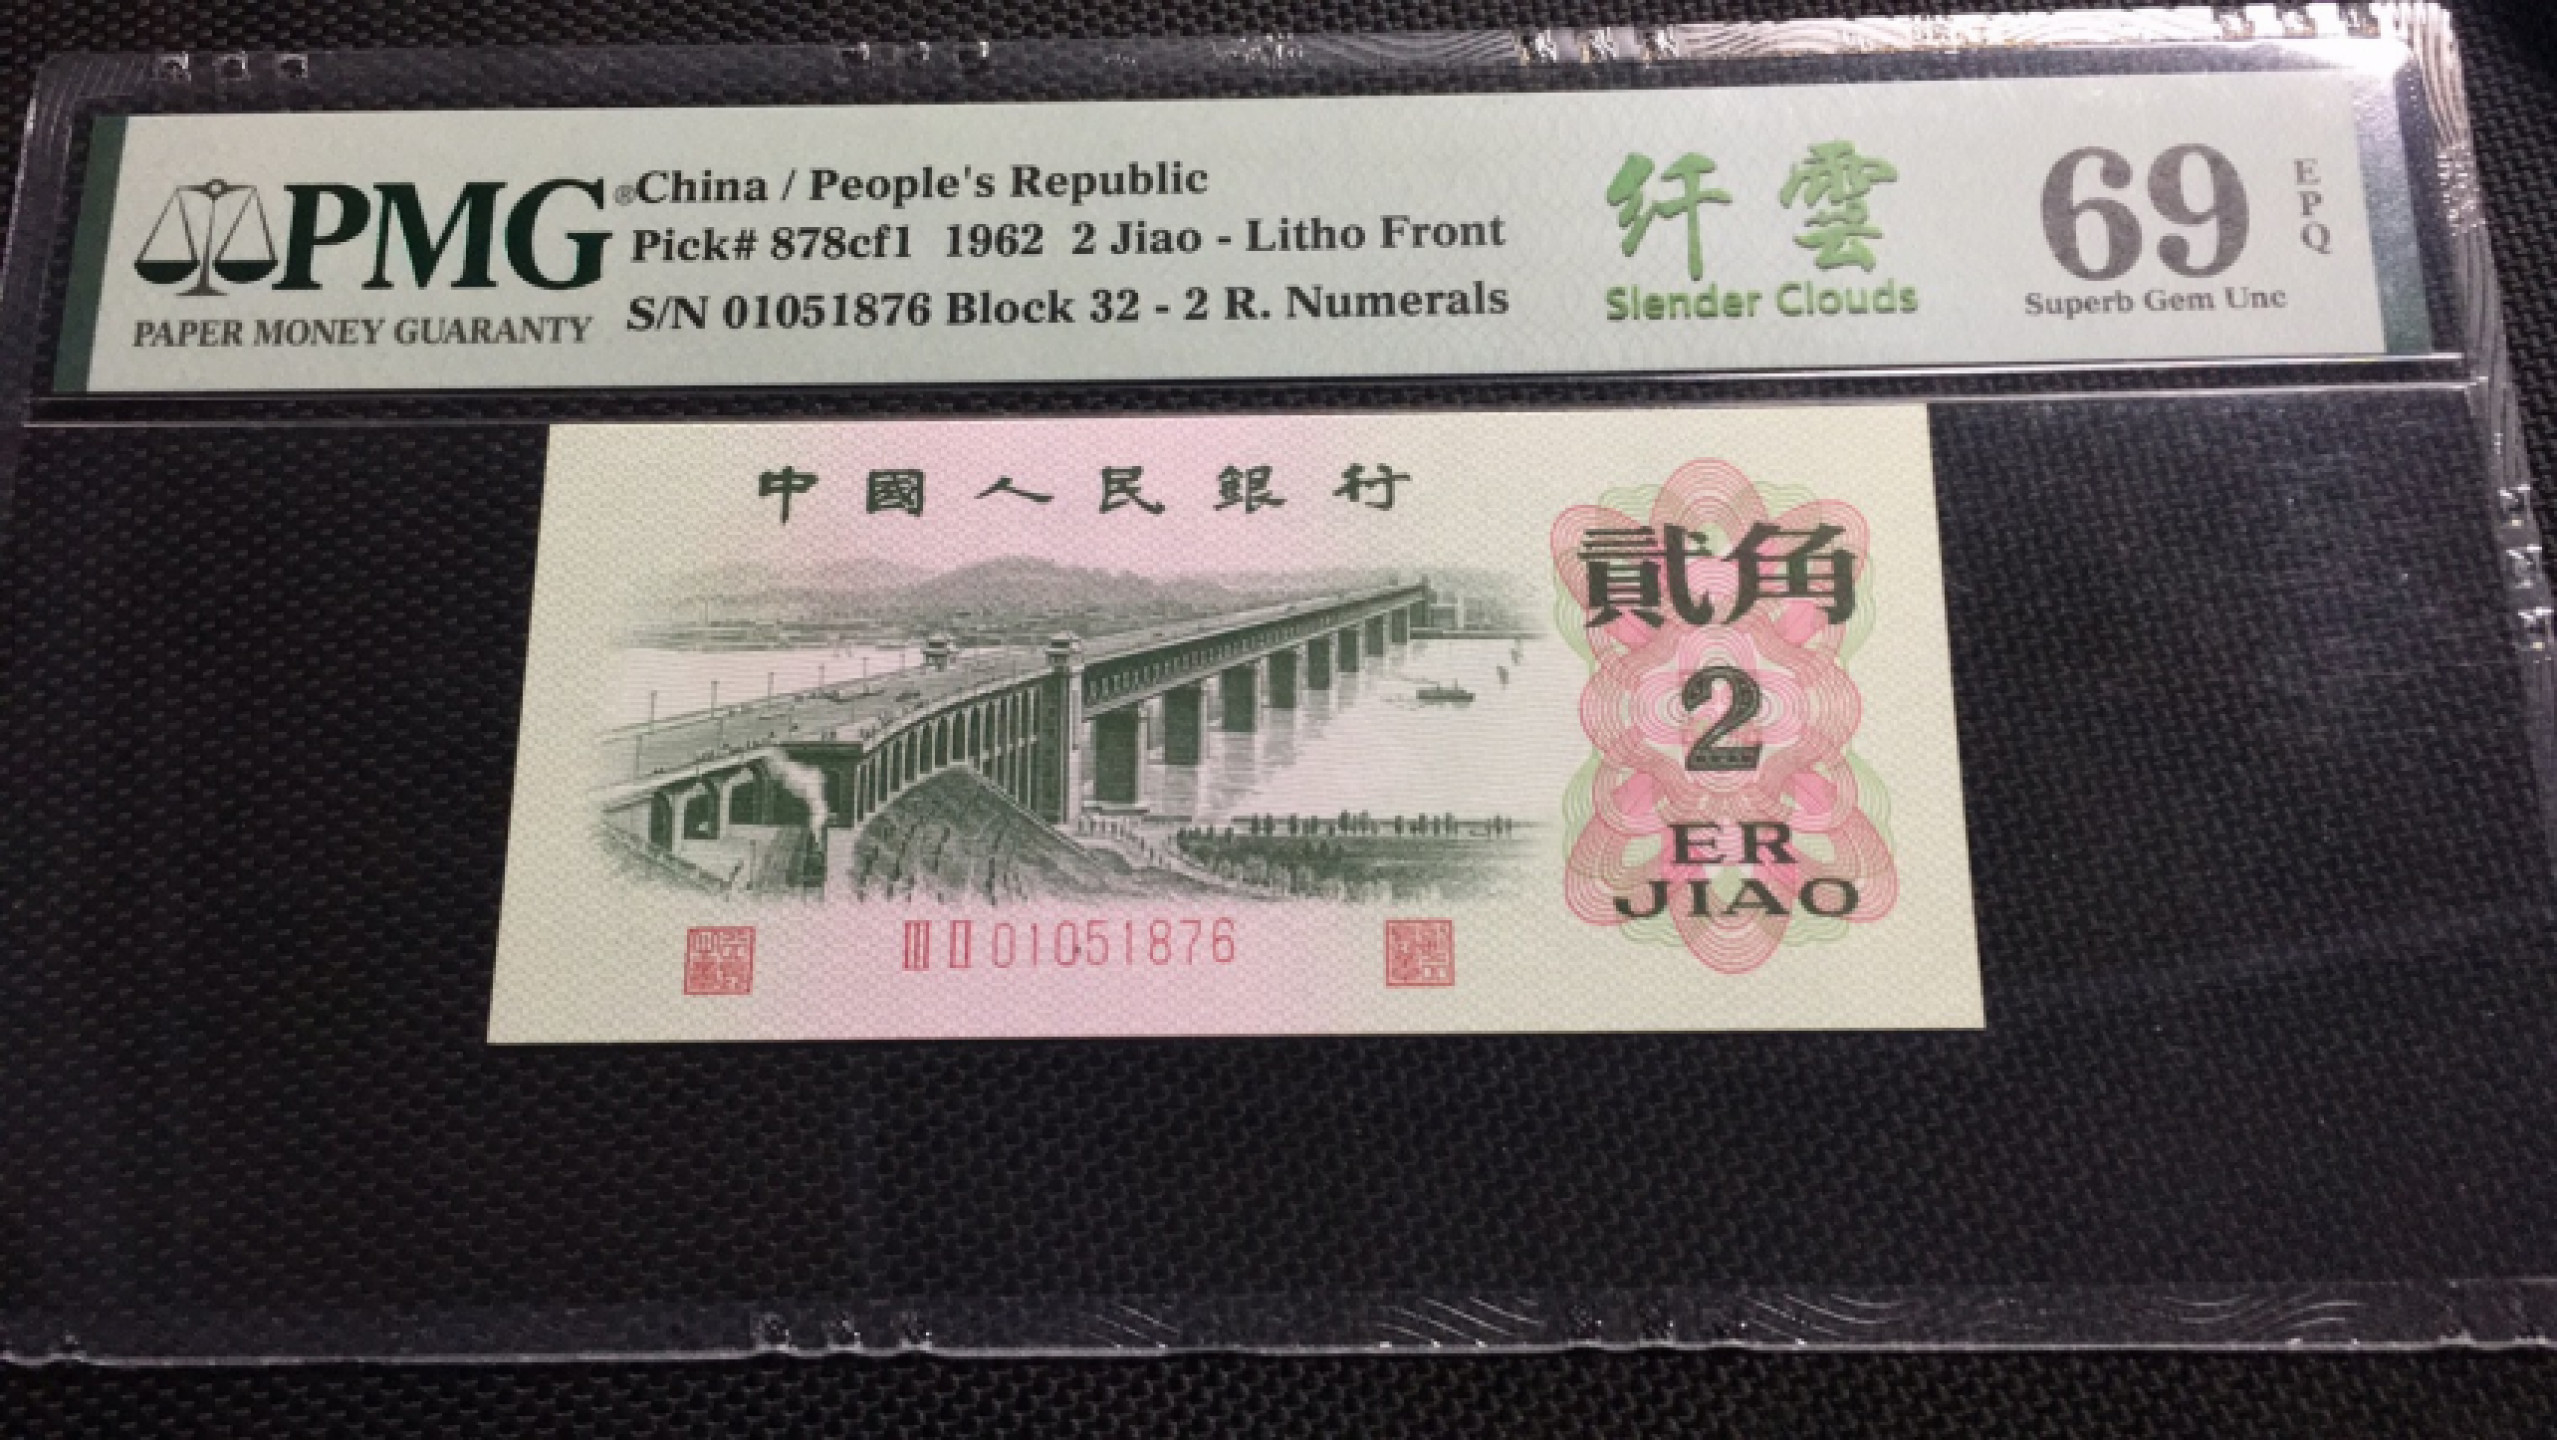 PMG®
PAPER MONEY GUARANTY
China / People's Republic
Pick# 878cf1 1962 2 Jiao - Litho Front
S/N 01051876 Block 32 - 2 R. Numerals
纤雲
Slender Clouds
69
EPQ
Superb Gem Unc
中國人民銀行
貳角
2
ER
JIAO
III II 01051876